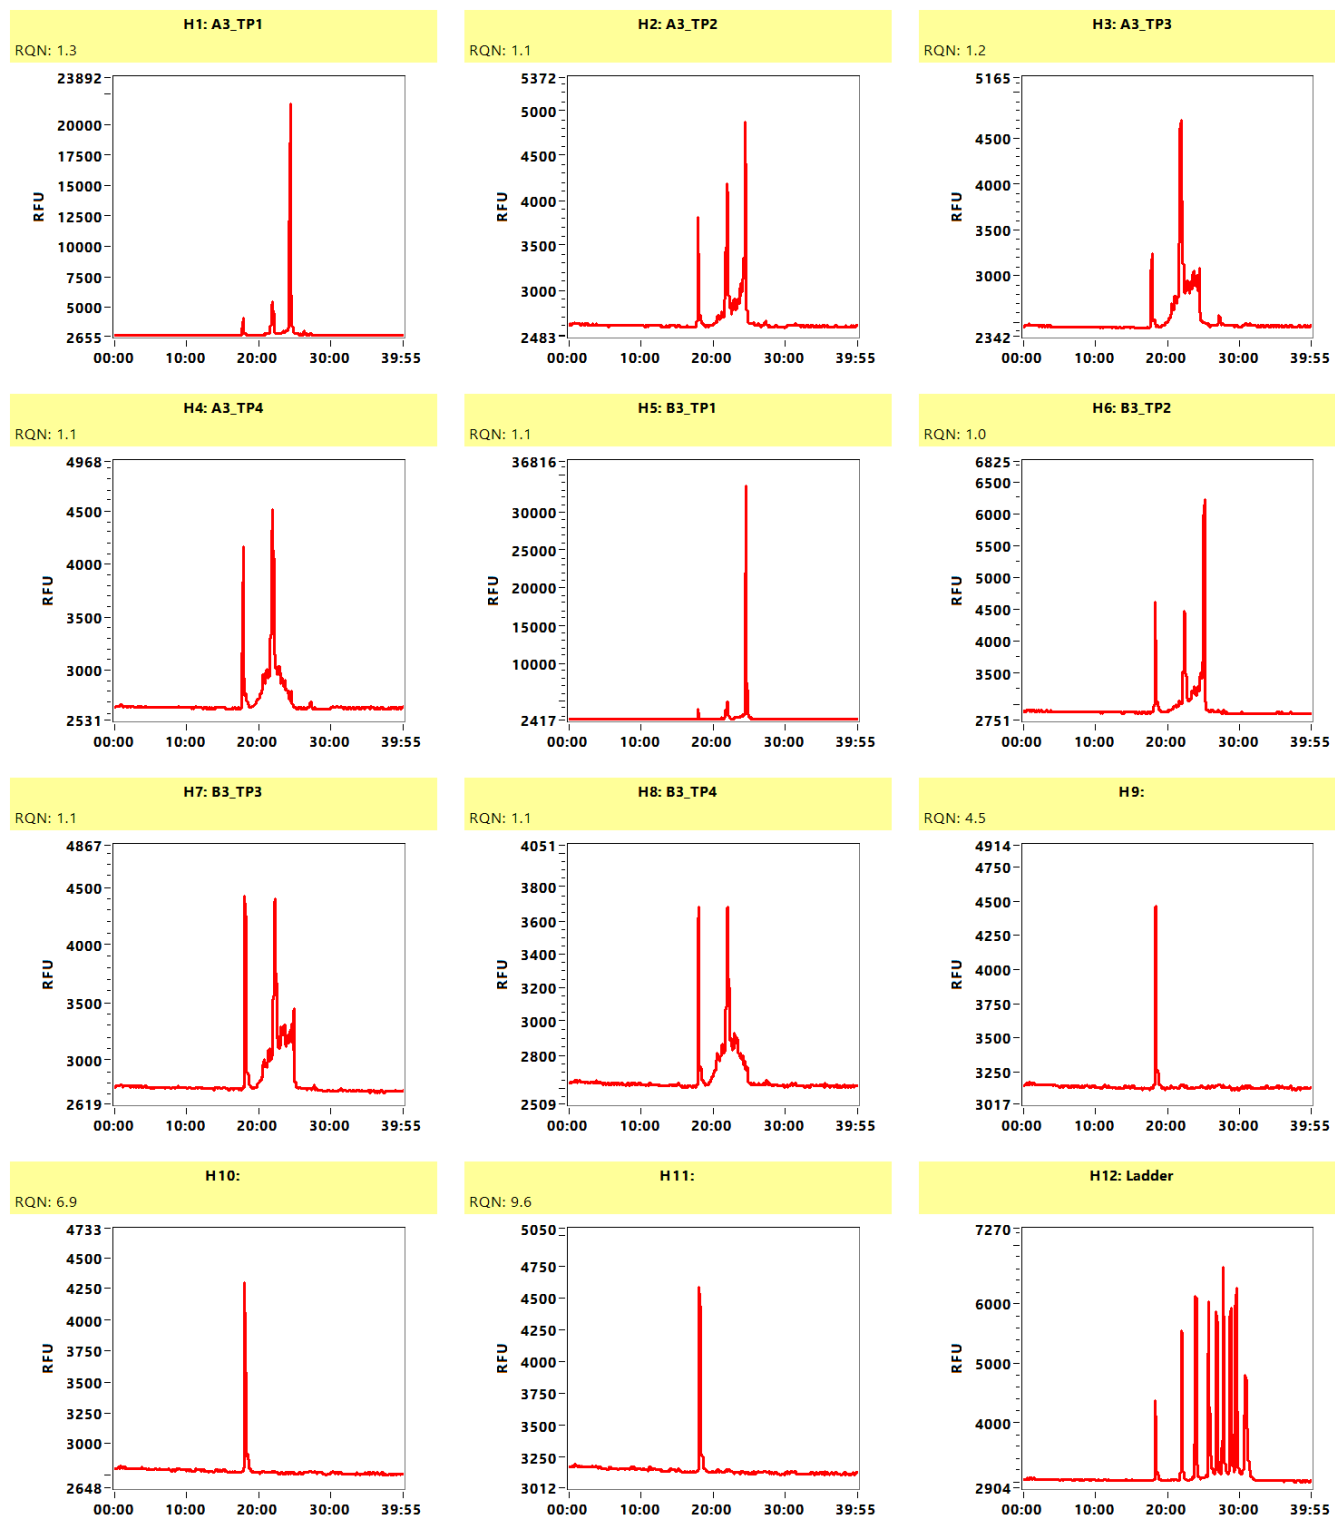 H1: A3_TP1
RQN: 1.3
23892
20000
17500
15000
12500
10000
7500
5000
2655
RFU
00:00 10:00 20:00 30:00 39:55
H2: A3_TP2
RQN: 1.1
5372
5000
4500
4000
3500
3000
2483
RFU
00:00 10:00 20:00 30:00 39:55
H3: A3_TP3
RQN: 1.2
5165
4500
4000
3500
3000
2342
RFU
00:00 10:00 20:00 30:00 39:55
H4: A3_TP4
RQN: 1.1
4968
4500
4000
3500
3000
2531
RFU
00:00 10:00 20:00 30:00 39:55
H5: B3_TP1
RQN: 1.1
36816
30000
25000
20000
15000
10000
2417
RFU
00:00 10:00 20:00 30:00 39:55
H6: B3_TP2
RQN: 1.0
6825
6500
6000
5500
5000
4500
4000
3500
2751
RFU
00:00 10:00 20:00 30:00 39:55
H7: B3_TP3
RQN: 1.1
4867
4500
4000
3500
3000
2619
RFU
00:00 10:00 20:00 30:00 39:55
H8: B3_TP4
RQN: 1.1
4051
3800
3600
3400
3200
3000
2800
2509
RFU
00:00 10:00 20:00 30:00 39:55
H9:
RQN: 4.5
4914
4750
4500
4250
4000
3750
3500
3250
3017
RFU
00:00 10:00 20:00 30:00 39:55
H10:
RQN: 6.9
4733
4500
4250
4000
3750
3500
3250
3000
2648
RFU
00:00 10:00 20:00 30:00 39:55
H11:
RQN: 9.6
5050
4750
4500
4250
4000
3750
3500
3250
3012
RFU
00:00 10:00 20:00 30:00 39:55
H12: Ladder
7270
6000
5000
4000
2904
RFU
00:00 10:00 20:00 30:00 39:55